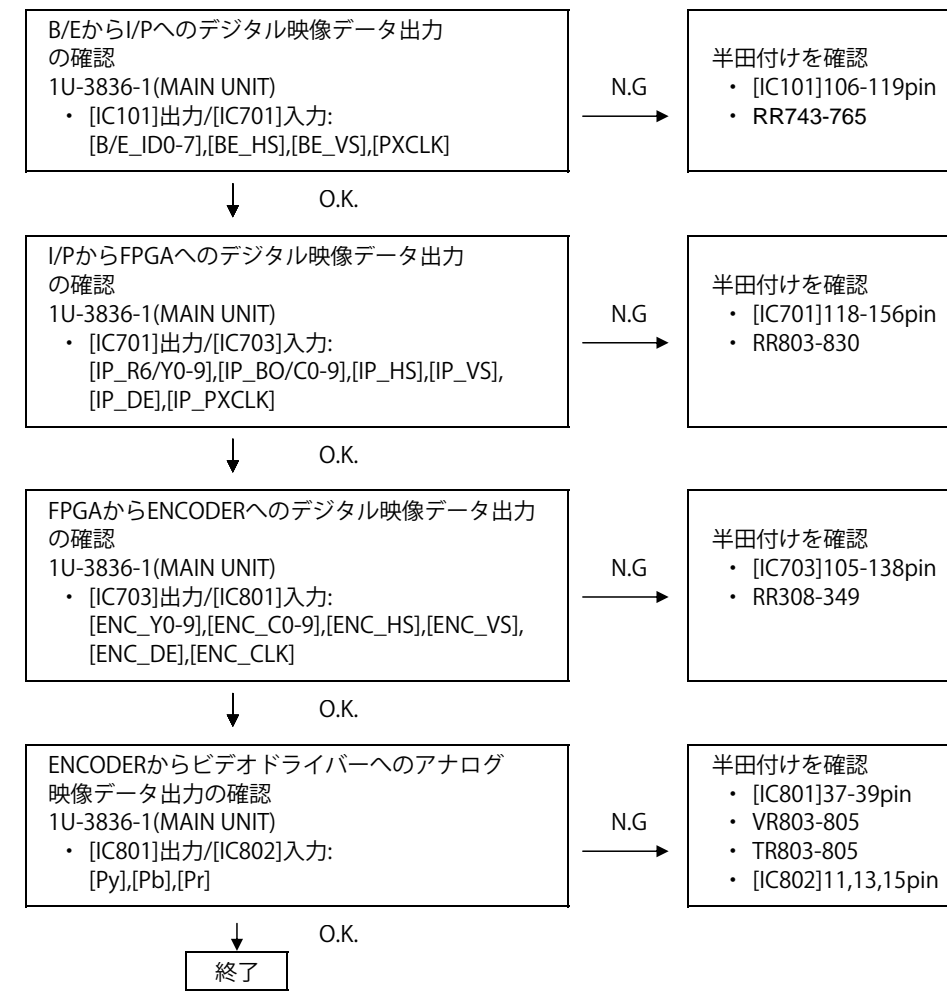 B/EからI/Pへのデジタル映像データ出力
の確認
1U-3836-1(MAIN UNIT)
・ [IC101]出力/[IC701]入力:
[B/E_ID0-7],[BE_HS],[BE_VS],[PXCLK]
N.G
半田付けを確認
・ [IC101]106-119pin
・ RR743-765
O.K.
I/PからFPGAへのデジタル映像データ出力
の確認
1U-3836-1(MAIN UNIT)
・ [IC701]出力/[IC703]入力:
[IP_R6/Y0-9],[IP_BO/C0-9],[IP_HS],[IP_VS],
[IP_DE],[IP_PXCLK]
N.G
半田付けを確認
・ [IC701]118-156pin
・ RR803-830
O.K.
FPGAからENCODERへのデジタル映像データ出力
の確認
1U-3836-1(MAIN UNIT)
・ [IC703]出力/[IC801]入力:
[ENC_Y0-9],[ENC_C0-9],[ENC_HS],[ENC_VS],
[ENC_DE],[ENC_CLK]
N.G
半田付けを確認
・ [IC703]105-138pin
・ RR308-349
O.K.
ENCODERからビデオドライバーへのアナログ
映像データ出力の確認
1U-3836-1(MAIN UNIT)
・ [IC801]出力/[IC802]入力:
[Py],[Pb],[Pr]
N.G
半田付けを確認
・ [IC801]37-39pin
・ VR803-805
・ TR803-805
・ [IC802]11,13,15pin
O.K.
終了